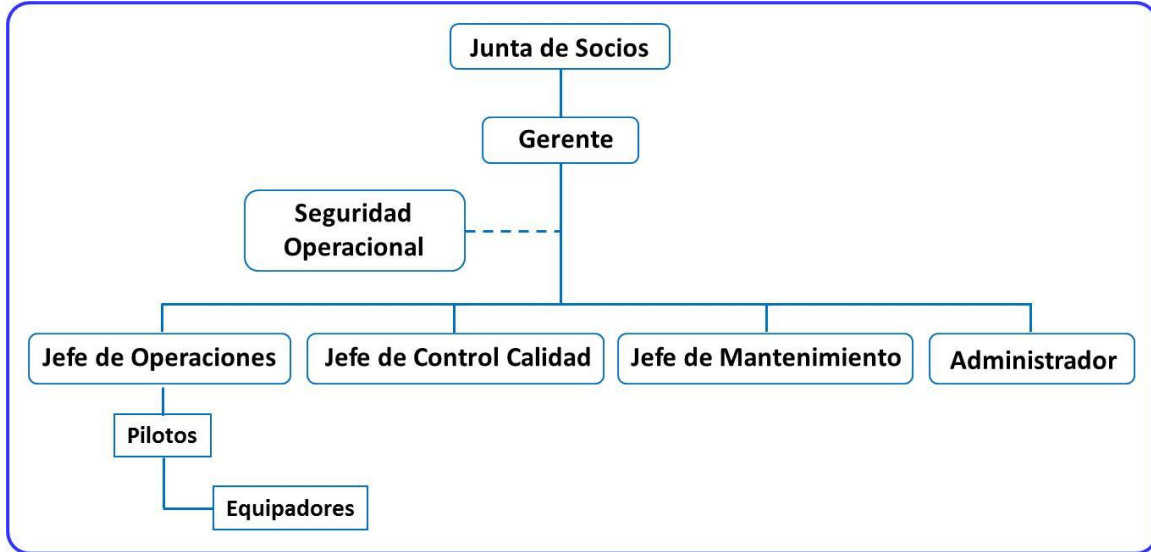 Junta de Socios
Gerente
Seguridad
Operacional
Jefe de Operaciones
Jefe de Control Calidad
Jefe de Mantenimiento
Administrador
Pilotos
Equipadores